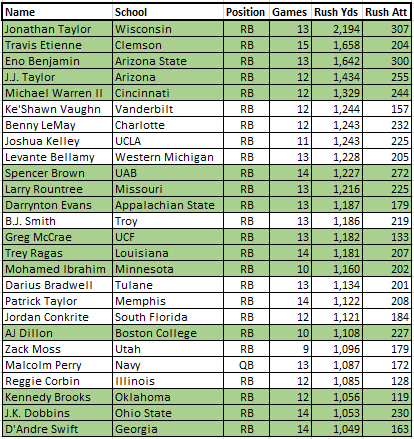 Name School Position Games Rush Yds Rush Att
Jonathan Taylor Wisconsin RB 13 2,194 307
Travis Etienne Clemson RB 15 1,658 204
Eno Benjamin Arizona State RB 13 1,642 300
J.J. Taylor Arizona RB 12 1,434 255
Michael Warren II Cincinnati RB 12 1,329 244
Ke'Shawn Vaughn Vanderbilt RB 12 1,244 157
Benny LeMay Charlotte RB 12 1,243 232
Joshua Kelley UCLA RB 11 1,243 225
Levante Bellamy Western Michigan RB 13 1,228 205
Spencer Brown UAB RB 14 1,227 272
Larry Rountree Missouri RB 13 1,216 225
Darrynton Evans Appalachian State RB 13 1,187 179
B.J. Smith Troy RB 13 1,186 219
Greg McCrae UCF RB 13 1,182 133
Trey Ragas Louisiana RB 14 1,181 207
Mohamed Ibrahim Minnesota RB 10 1,160 202
Darius Bradwell Tulane RB 13 1,134 201
Patrick Taylor Memphis RB 14 1,122 208
Jordan Conkrite South Florida RB 12 1,121 184
AJ Dillon Boston College RB 10 1,108 227
Zack Moss Utah RB 9 1,096 179
Malcolm Perry Navy QB 13 1,087 172
Reggie Corbin Illinois RB 12 1,085 128
Kennedy Brooks Oklahoma RB 12 1,056 119
J.K. Dobbins Ohio State RB 14 1,053 230
D'Andre Swift Georgia RB 14 1,049 163